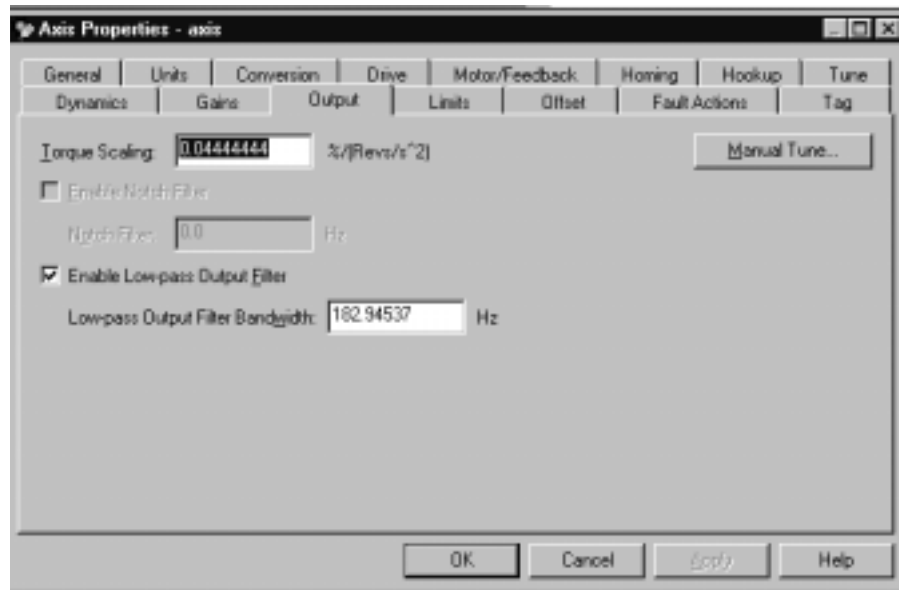 Axis Properties - axis
General Units Conversion Drive Motor/Feedback Homing Hookup Tune
Dynamics Gains Output Limits Offset Fault Actions Tag
Torque Scaling: 0.04444444 %/(Revs/s^2) Manual Tune...
Enable Notch Filter
Notch Filter: 0.0 Hz
Enable Low-pass Output Filter
Low-pass Output Filter Bandwidth: 182.94537 Hz
OK Cancel Apply Help